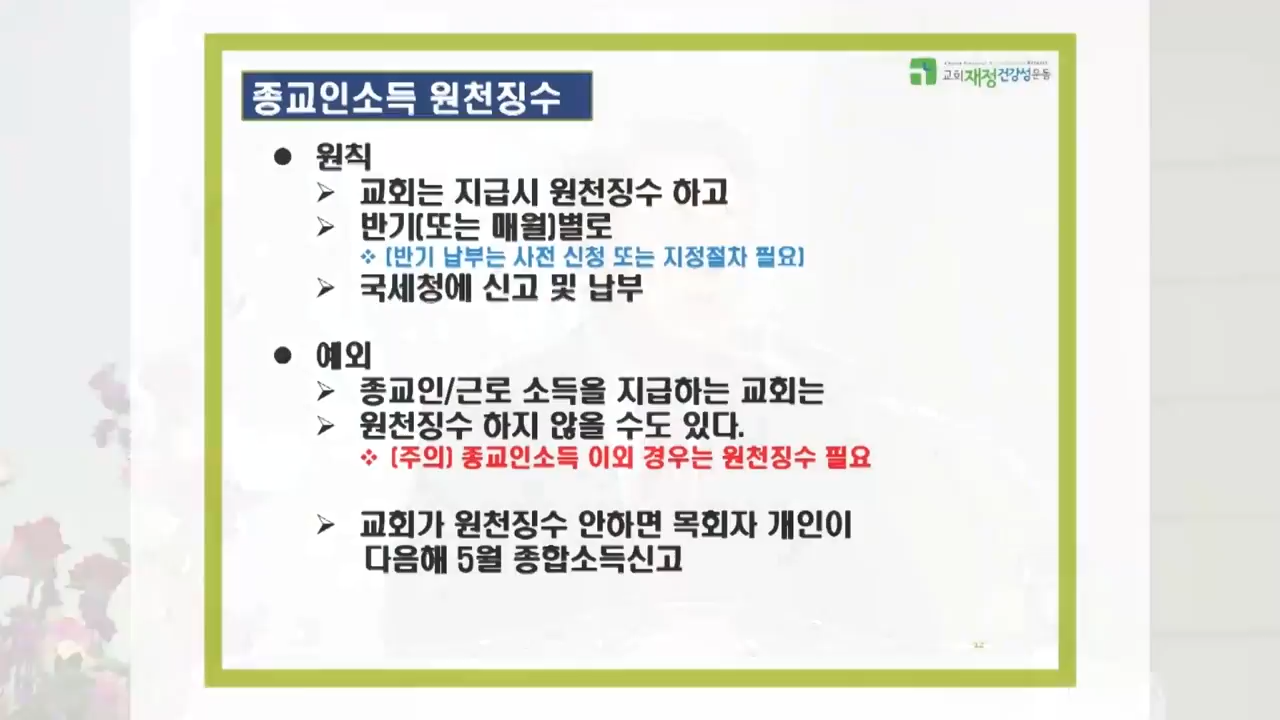 교회재정건강성운동
종교인소득 원천징수
● 원칙
➢ 교회는 지급시 원천징수 하고
➢ 반기(또는 매월)별로
❖ (반기 납부는 사전 신청 또는 지정절차 필요)
➢ 국세청에 신고 및 납부
● 예외
➢ 종교인/근로 소득을 지급하는 교회는
➢ 원천징수 하지 않을 수도 있다.
❖ (주의) 종교인소득 이외 경우는 원천징수 필요
➢ 교회가 원천징수 안하면 목회자 개인이
다음해 5월 종합소득신고
12